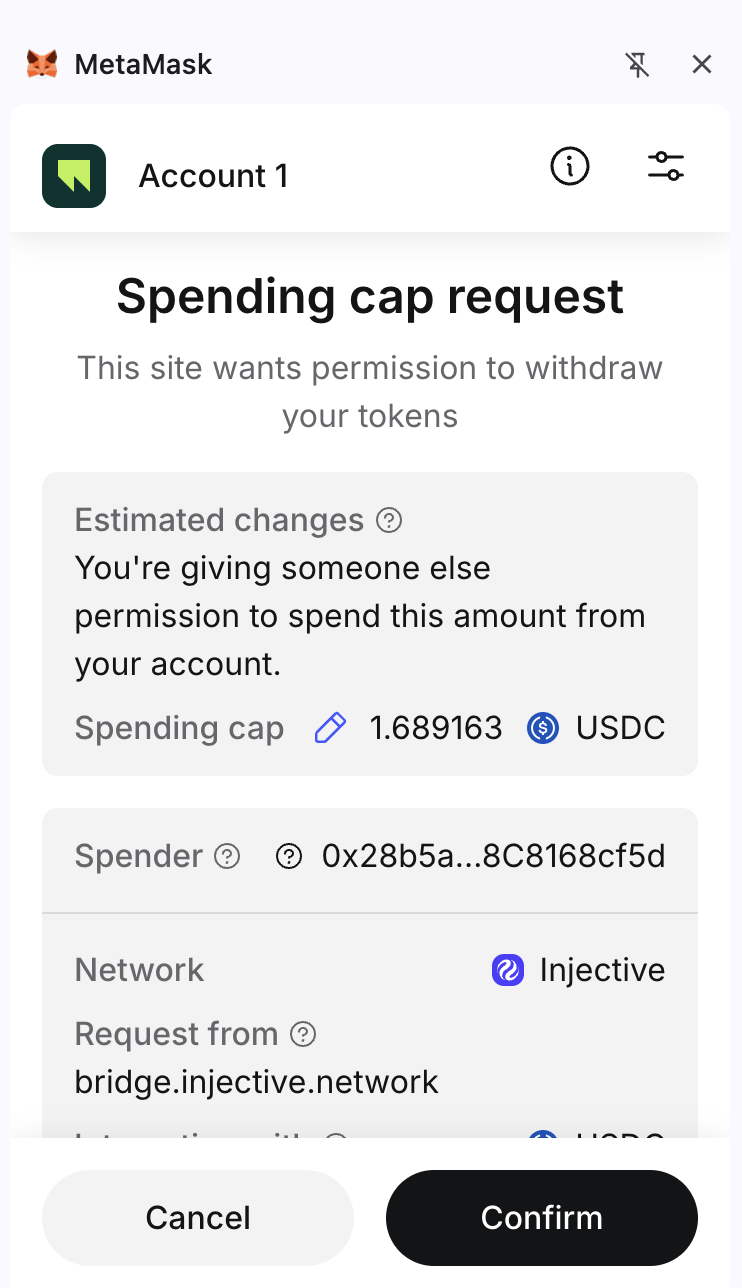 MetaMask
Account 1
Spending cap request
This site wants permission to withdraw
your tokens
Estimated changes
You're giving someone else
permission to spend this amount from
your account.
Spending cap 1.689163 USDC
Spender 0x28b5a...8C8168cf5d
Network Injective
Request from
bridge.injective.network
USDC
Cancel Confirm